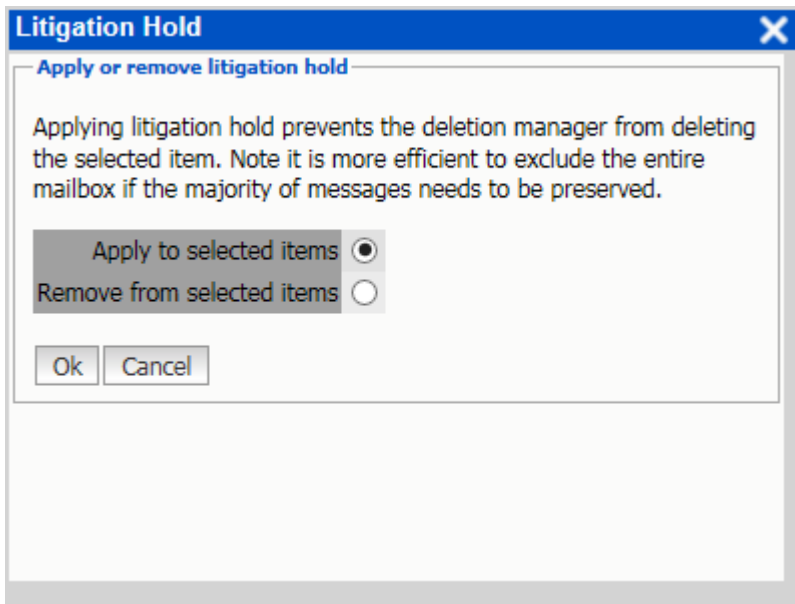 Litigation Hold
Apply or remove litigation hold
Applying litigation hold prevents the deletion manager from deleting
the selected item. Note it is more efficient to exclude the entire
mailbox if the majority of messages needs to be preserved.
Apply to selected items
Remove from selected items
Ok Cancel